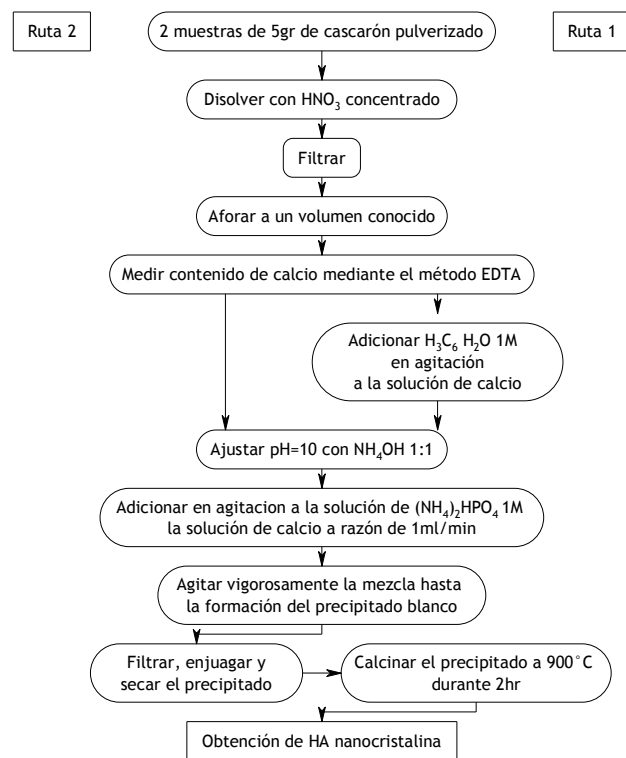 Ruta 2
2 muestras de 5gr de cascarón pulverizado
Ruta 1
Disolver con HNO₃ concentrado
Filtrar
Aforar a un volumen conocido
Medir contenido de calcio mediante el método EDTA
Adicionar H₃C₆ H₂O 1M
en agitación
a la solución de calcio
Ajustar pH=10 con NH₄OH 1:1
Adicionar en agitacion a la solución de (NH₄)₂HPO₄ 1M
la solución de calcio a razón de 1ml/min
Agitar vigorosamente la mezcla hasta
la formación del precipitado blanco
Filtrar, enjuagar y
secar el precipitado
Calcinar el precipitado a 900°C
durante 2hr
Obtención de HA nanocristalina